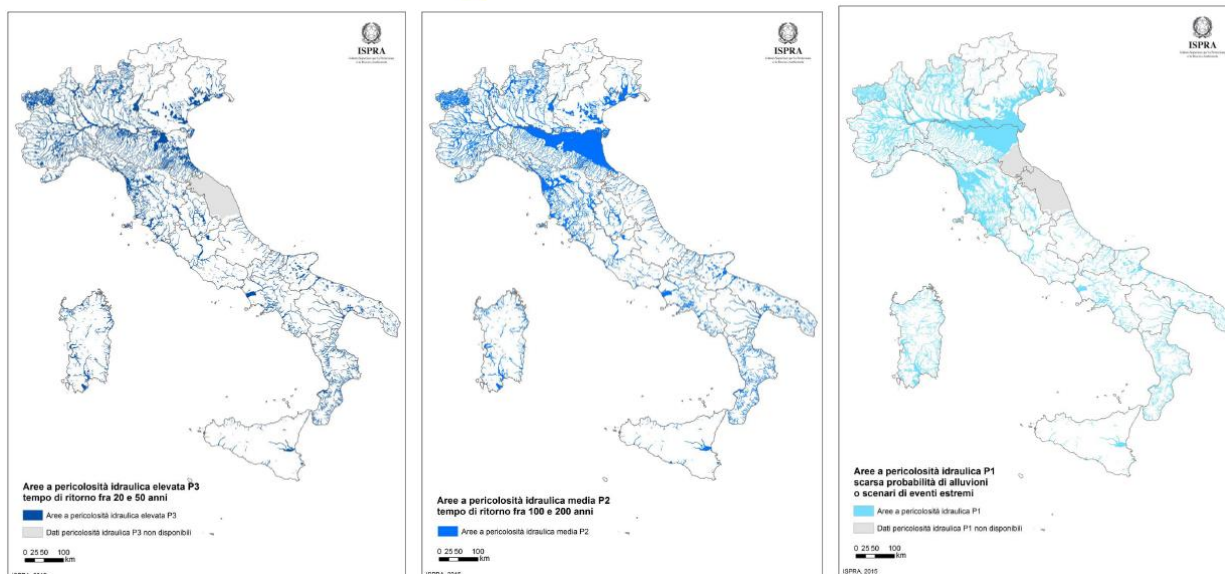 ISPRA
Aree a pericolosità idraulica elevata P3
tempo di ritorno fra 20 e 50 anni
Aree a pericolosità idraulica elevata P3
Dati pericolosità idraulica P3 non disponibili
0 25 50 100
km
ISPRA, 2015
ISPRA
Aree a pericolosità idraulica media P2
tempo di ritorno fra 100 e 200 anni
Aree a pericolosità idraulica media P2
0 25 50 100
km
ISPRA, 2015
ISPRA
Aree a pericolosità idraulica P1
scarsa probabilità di alluvioni
o scenari di eventi estremi
Aree a pericolosità idraulica P1
Dati pericolosità idraulica P1 non disponibili
0 25 50 100
km
ISPRA, 2015